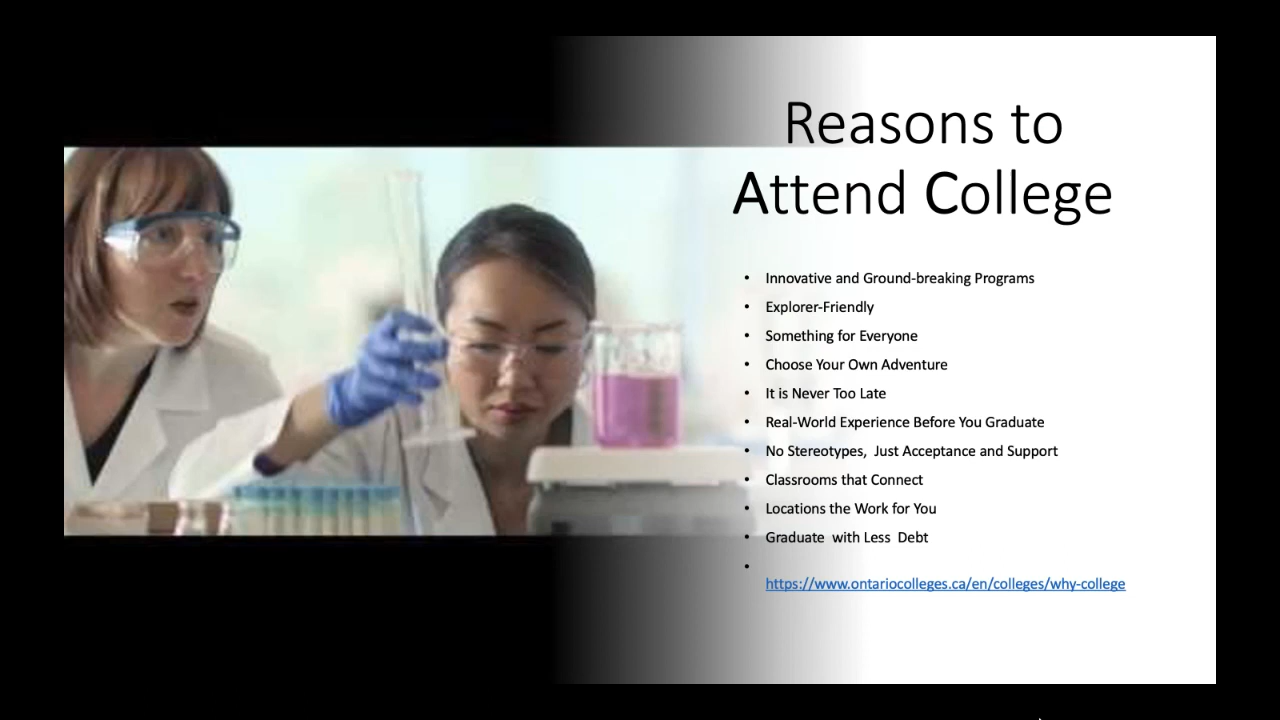 Reasons to
Attend College
• Innovative and Ground-breaking Programs
• Explorer-Friendly
• Something for Everyone
• Choose Your Own Adventure
• It is Never Too Late
• Real-World Experience Before You Graduate
• No Stereotypes,  Just Acceptance and Support
• Classrooms that Connect
• Locations the Work for You
• Graduate  with Less  Debt
•
https://www.ontariocolleges.ca/en/colleges/why-college